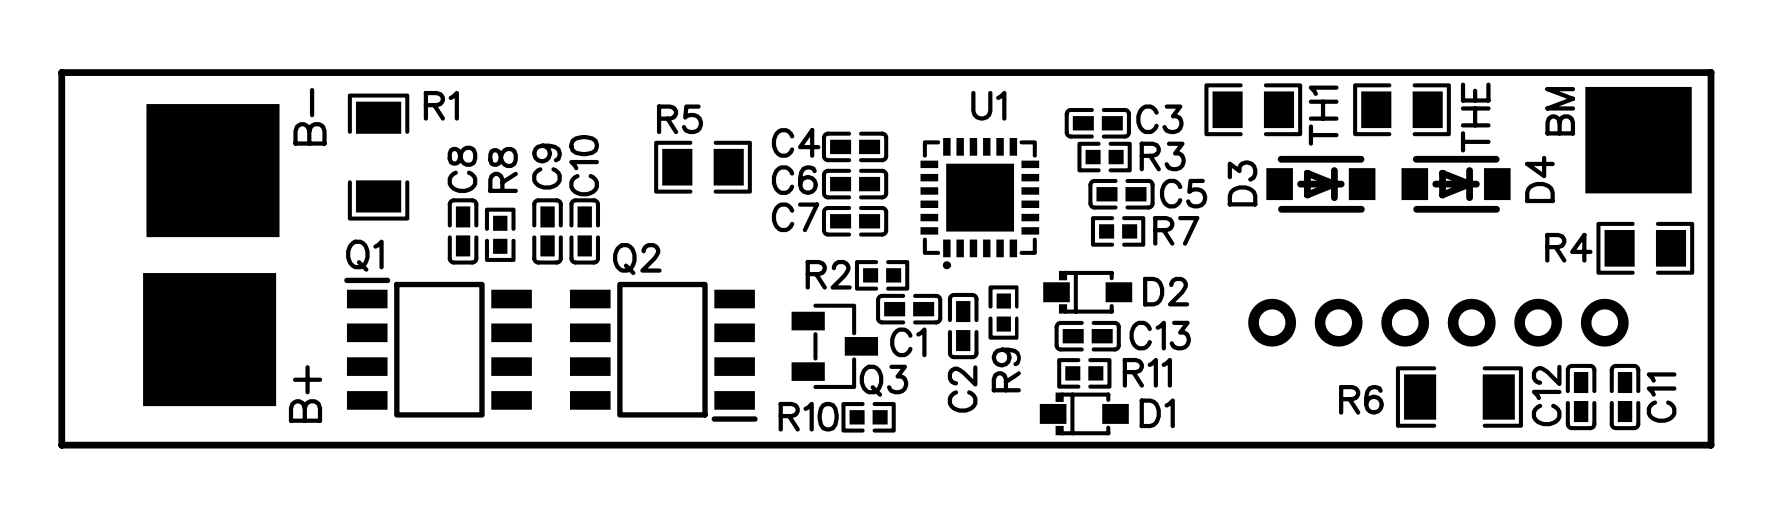 B-
R1
R5
U1
C3
TH1
THE
BM
C8
R8
C9
C10
C4
R3
C6
C5
D3
D4
C7
R7
Q1
Q2
R4
R2
D2
C1
C13
Q3
C2
R9
R11
B+
R10
D1
R6
C12
C11